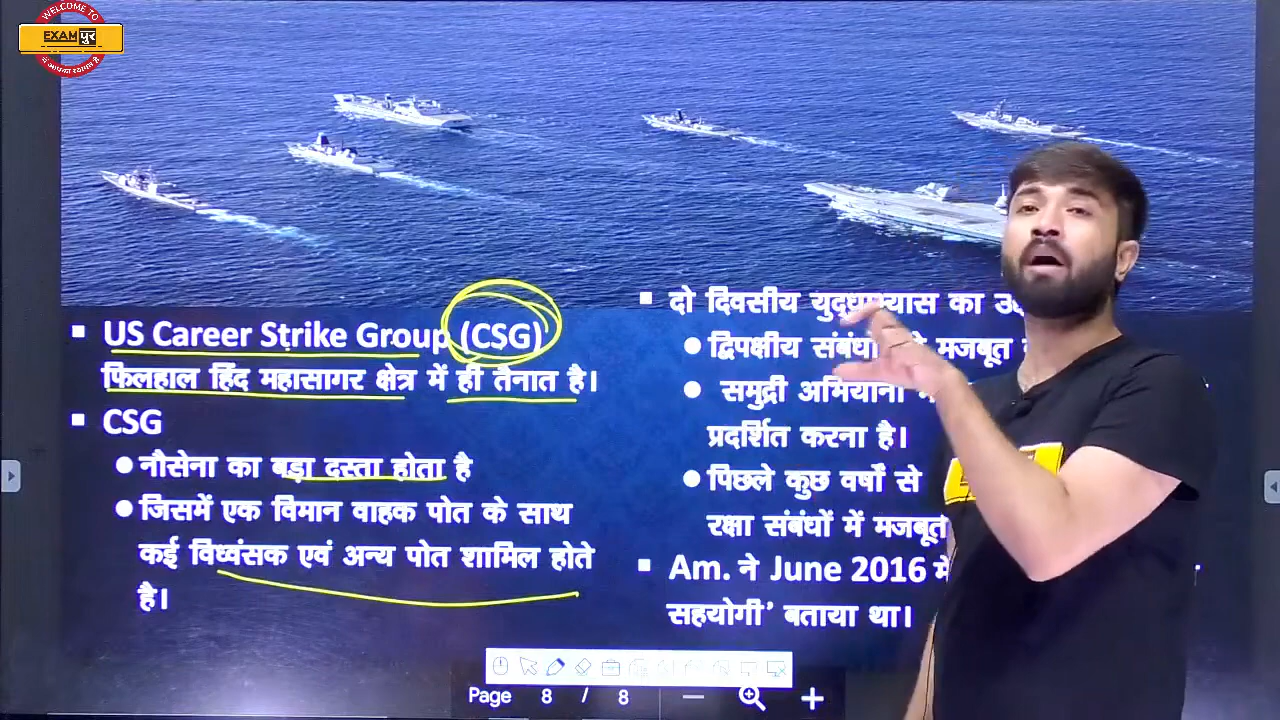 WELCOME TO
EXAM पुर
US Career Strike Group (CSG)
फिलहाल हिंद महासागर क्षेत्र में ही तैनात है।
CSG
नौसेना का बड़ा दस्ता होता है
जिसमें एक विमान वाहक पोत के साथ
कई विध्वंसक एवं अन्य पोत शामिल होते
है।
दो दिवसीय युद्धाभ्यास का
द्विपक्षीय संबंधों मजबूत
समुद्री अभियानों
प्रदर्शित करना है।
पिछले कुछ वर्षों से
रक्षा संबंधों में मजबूत
Am. ने June 2016 में
सहयोगी’ बताया था।
Page 8 / 8